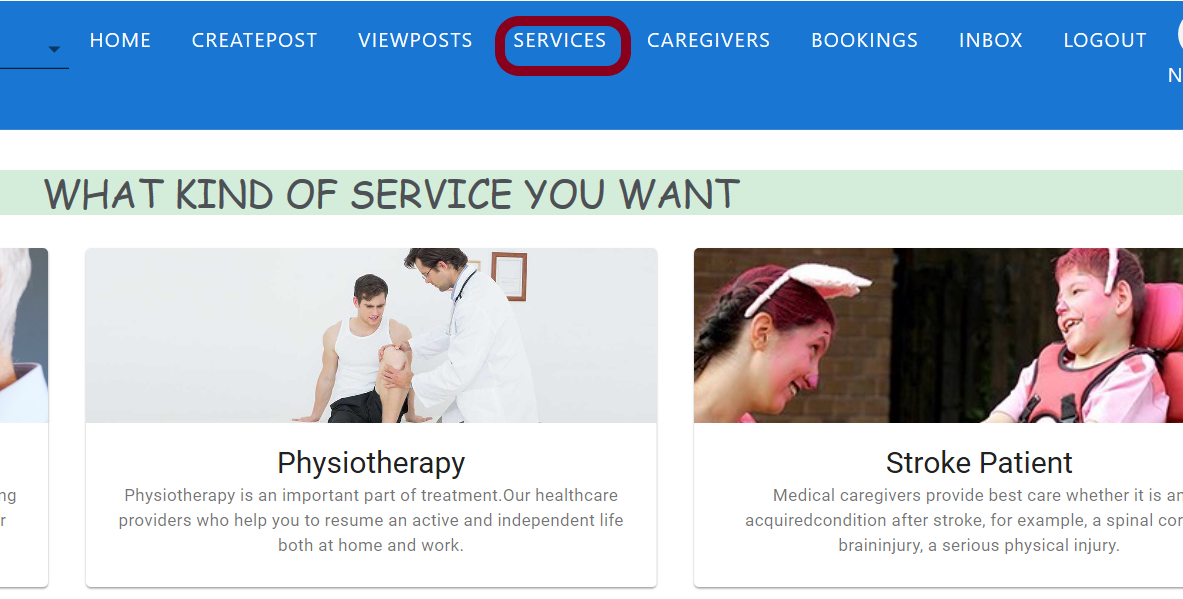 HOME CREATEPOST VIEWPOSTS SERVICES CAREGIVERS BOOKINGS INBOX LOGOUT
N
WHAT KIND OF SERVICE YOU WANT
Physiotherapy
Physiotherapy is an important part of treatment.Our healthcare
providers who help you to resume an active and independent life
both at home and work.
Stroke Patient
Medical caregivers provide best care whether it is an
acquiredcondition after stroke, for example, a spinal cor
braininjury, a serious physical injury.
ng
r